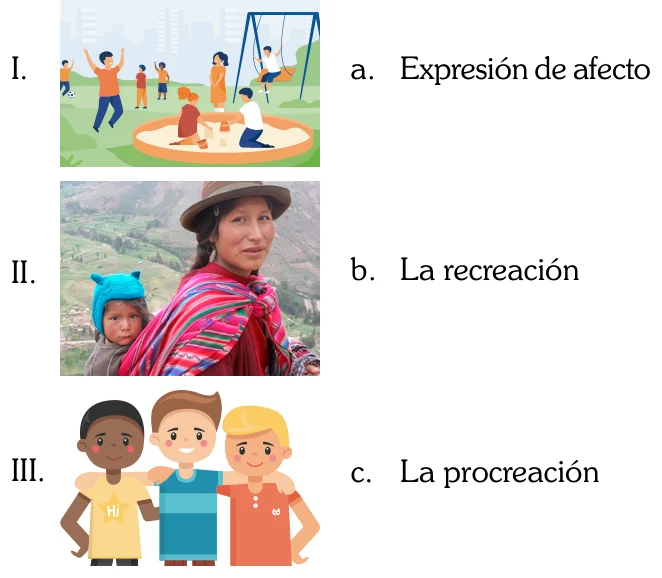 I. a. Expresión de afecto
II. b. La recreación
Hi
III. c. La procreación